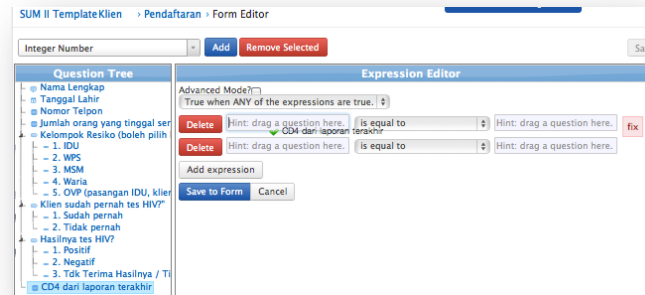 SUM II TemplateKlien > Pendaftaran > Form Editor
Integer Number Add Remove Selected Sa
Question Tree
Nama Lengkap
Tanggal Lahir
Nomor Telpon
Jumlah orang yang tinggal ser
Kelompok Resiko (boleh pilih
1. IDU
2. WPS
3. MSM
4. Waria
5. OVP (pasangan IDU, klier
Klien sudah pernah tes HIV?"
1. Sudah pernah
2. Tidak pernah
Hasilnya tes HIV?
1. Positif
2. Negatif
3. Tdk Terima Hasilnya / Ti
CD4 dari laporan terakhir
Expression Editor
Advanced Mode?
True when ANY of the expressions are true.
Delete Hint: drag a question here. is equal to Hint: drag a question here. fix
CD4 dari laporan terakhir
Delete Hint: drag a question here. is equal to Hint: drag a question here.
Add expression
Save to Form Cancel